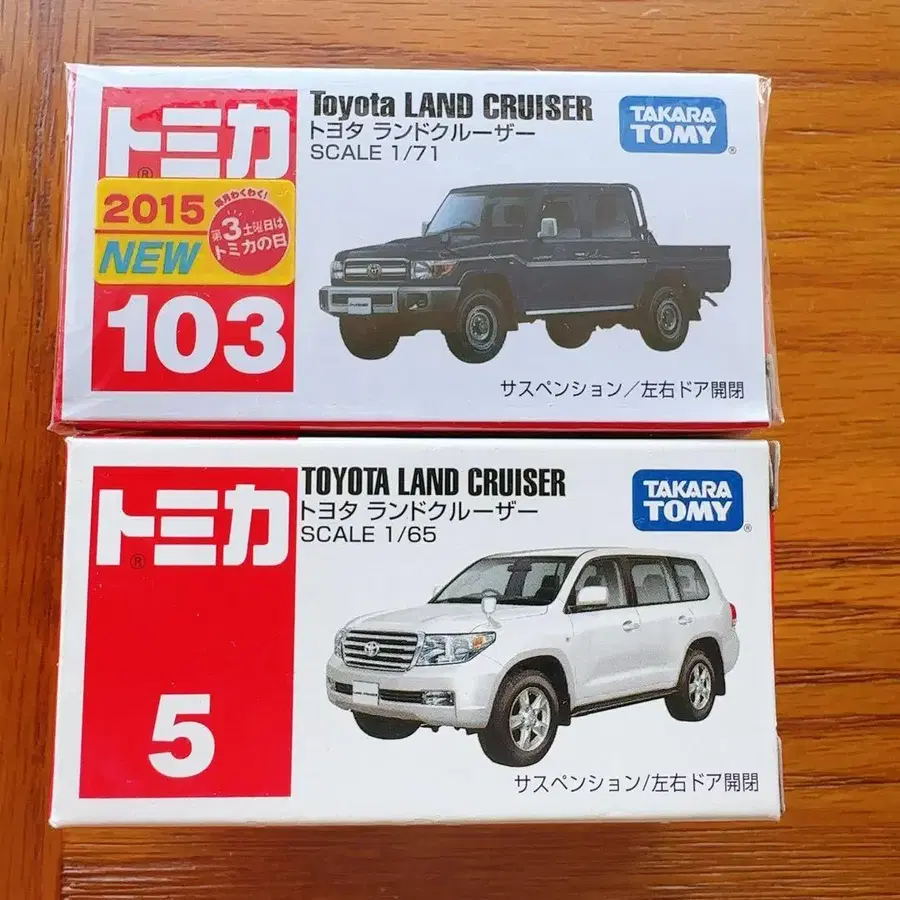 トミカ
®
2015
NEW
毎月わくわく!
第3土曜日は
トミカの日
103
Toyota LAND CRUISER
トヨタ ランドクルーザー
SCALE 1/71
TAKARA
TOMY
®
サスペンション/左右ドア開閉
トミカ
®
5
TOYOTA LAND CRUISER
トヨタ ランドクルーザー
SCALE 1/65
TAKARA
TOMY
®
サスペンション/左右ドア開閉